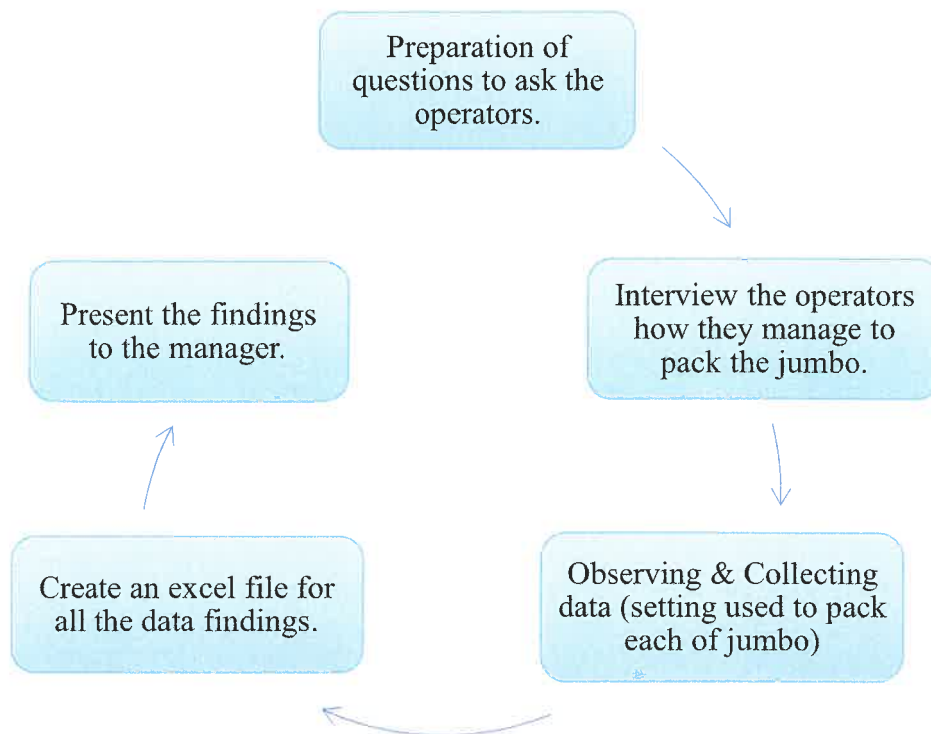 Preparation of
questions to ask the
operators.
Interview the operators
how they manage to
pack the jumbo.
Observing & Collecting
data (setting used to pack
each of jumbo)
Create an excel file for
all the data findings.
Present the findings
to the manager.